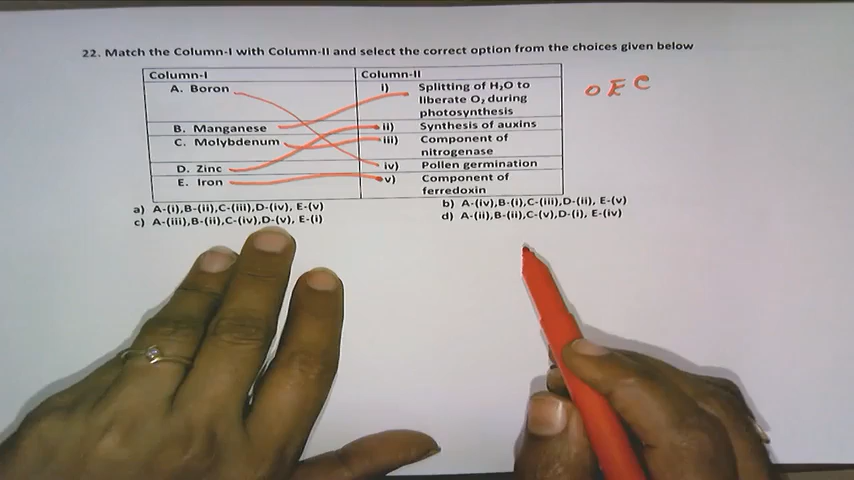 22. Match the Column-I with Column-II and select the correct option from the choices given below
Column-I
Column-II
A. Boron
i) Splitting of H₂O to
liberate O₂ during
photosynthesis
O E C
B. Manganese
ii) Synthesis of auxins
C. Molybdenum
iii) Component of
nitrogenase
D. Zinc
iv) Pollen germination
E. Iron
v) Component of
ferredoxin
a) A-(i),B-(ii),C-(iii),D-(iv), E-(v)
b) A-(iv),B-(i),C-(iii),D-(ii), E-(v)
c) A-(iii),B-(ii),C-(iv),D-(v), E-(i)
d) A-(ii),B-(ii),C-(v),D-(i), E-(iv)